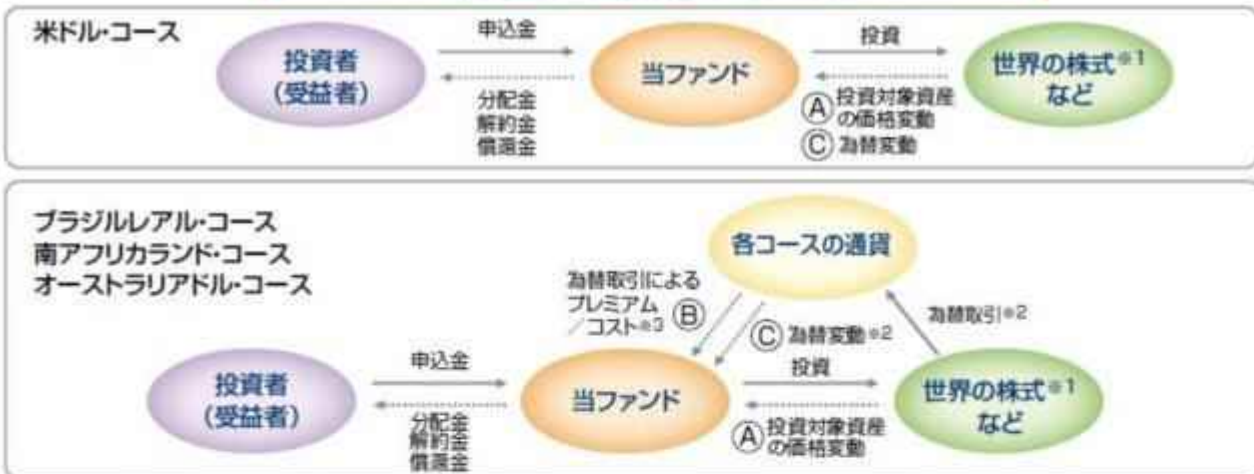 米ドル・コース
投資者
（受益者）
申込金
分配金
解約金
償還金
当ファンド
投資
Ⓐ投資対象資産
の価格変動
Ⓒ為替変動
世界の株式※1
など
ブラジルレアル・コース
南アフリカランド・コース
オーストラリアドル・コース
各コースの通貨
為替取引による
プレミアム
／コスト※3 Ⓑ
Ⓒ為替変動※2
為替取引※2
投資者
（受益者）
申込金
分配金
解約金
償還金
当ファンド
投資
Ⓐ投資対象資産
の価格変動
世界の株式※1
など